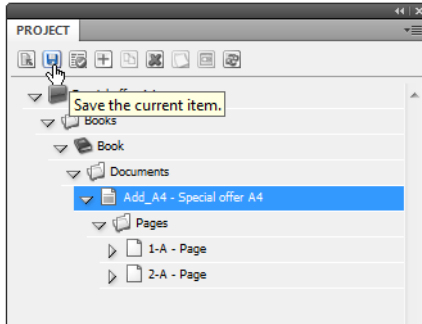 PROJECT
Save the current item.
Books
Book
Documents
Add_A4 - Special offer A4
Pages
1-A - Page
2-A - Page